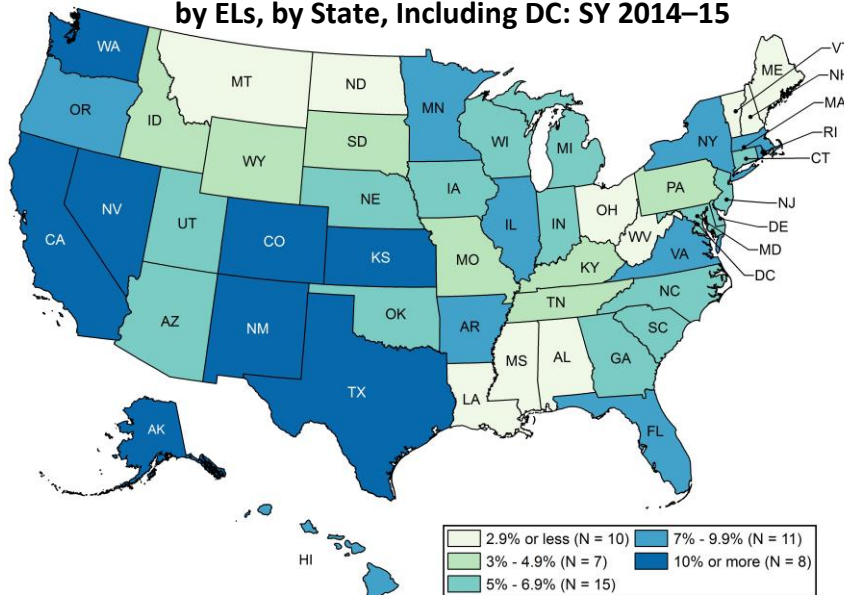 by ELs, by State, Including DC: SY 2014–15
WA
MT
ND
MN
ME
VT
NH
MA
RI
CT
OR
ID
WY
SD
WI
MI
NY
NE
IA
PA
NJ
DE
MD
DC
NV
UT
CO
KS
MO
IL
IN
OH
WV
VA
KY
CA
AZ
NM
OK
AR
TN
NC
SC
TX
LA
MS
AL
GA
FL
AK
HI
2.9% or less (N = 10)
3% - 4.9% (N = 7)
5% - 6.9% (N = 15)
7% - 9.9% (N = 11)
10% or more (N = 8)